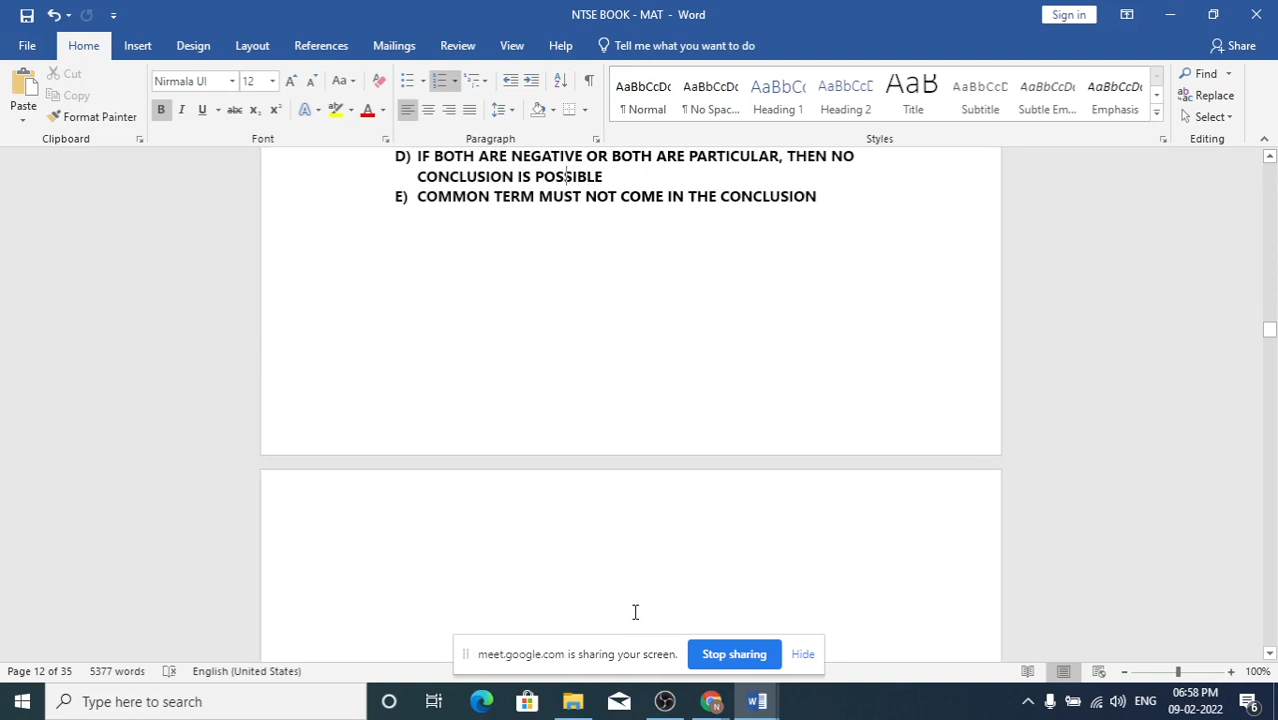 NTSE BOOK - MAT - Word
Sign in
File Home Insert Design Layout References Mailings Review View Help Tell me what you want to do Share
Paste
Cut
Copy
Format Painter
Clipboard
Nirmala UI 12
Font
Paragraph
AaBbCcDc AaBbCcDc AaBbCc AaBbCcD AaB AaBbCcD AaBbCcDc
¶ Normal ¶ No Spac... Heading 1 Heading 2 Title Subtitle Subtle Em... Emphasis
Styles
Find
Replace
Select
Editing
D) IF BOTH ARE NEGATIVE OR BOTH ARE PARTICULAR, THEN NO
CONCLUSION IS POSSIBLE
E) COMMON TERM MUST NOT COME IN THE CONCLUSION
meet.google.com is sharing your screen. Stop sharing Hide
Page 12 of 35 5377 words English (United States) 100%
Type here to search
ENG
06:58 PM
09-02-2022
6